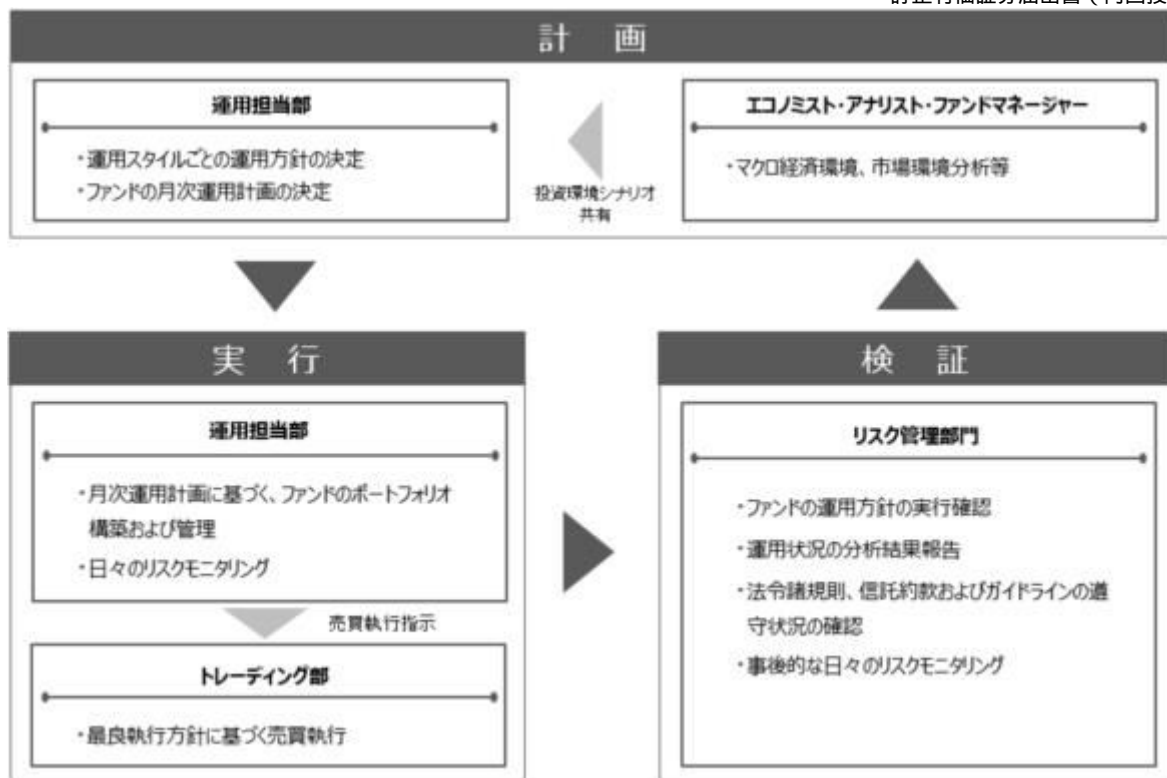 訂正有価証券届出書(内国投
計 画
運用担当部
・運用スタイルごとの運用方針の決定
・ファンドの月次運用計画の決定
投資環境シナリオ
共有
エコノミスト・アナリスト・ファンドマネージャー
・マクロ経済環境、市場環境分析等
実 行
運用担当部
・月次運用計画に基づく、ファンドのポートフォリオ
構築および管理
・日々のリスクモニタリング
売買執行指示
トレーディング部
・最良執行方針に基づく売買執行
検 証
リスク管理部門
・ファンドの運用方針の実行確認
・運用状況の分析結果報告
・法令諸規則、信託約款およびガイドラインの遵
守状況の確認
・事後的な日々のリスクモニタリング